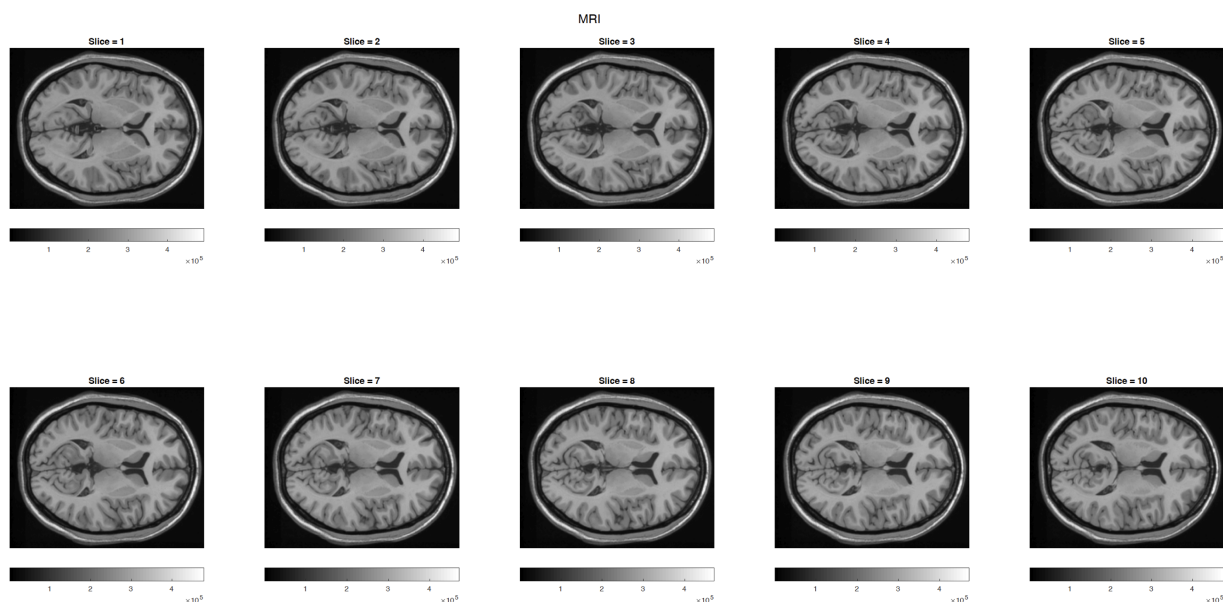 MRI
Slice = 1
Slice = 2
Slice = 3
Slice = 4
Slice = 5
1 2 3 4
×10^5
1 2 3 4
×10^5
1 2 3 4
×10^5
1 2 3 4
×10^5
1 2 3 4
×10^5
Slice = 6
Slice = 7
Slice = 8
Slice = 9
Slice = 10
1 2 3 4
×10^5
1 2 3 4
×10^5
1 2 3 4
×10^5
1 2 3 4
×10^5
1 2 3 4
×10^5